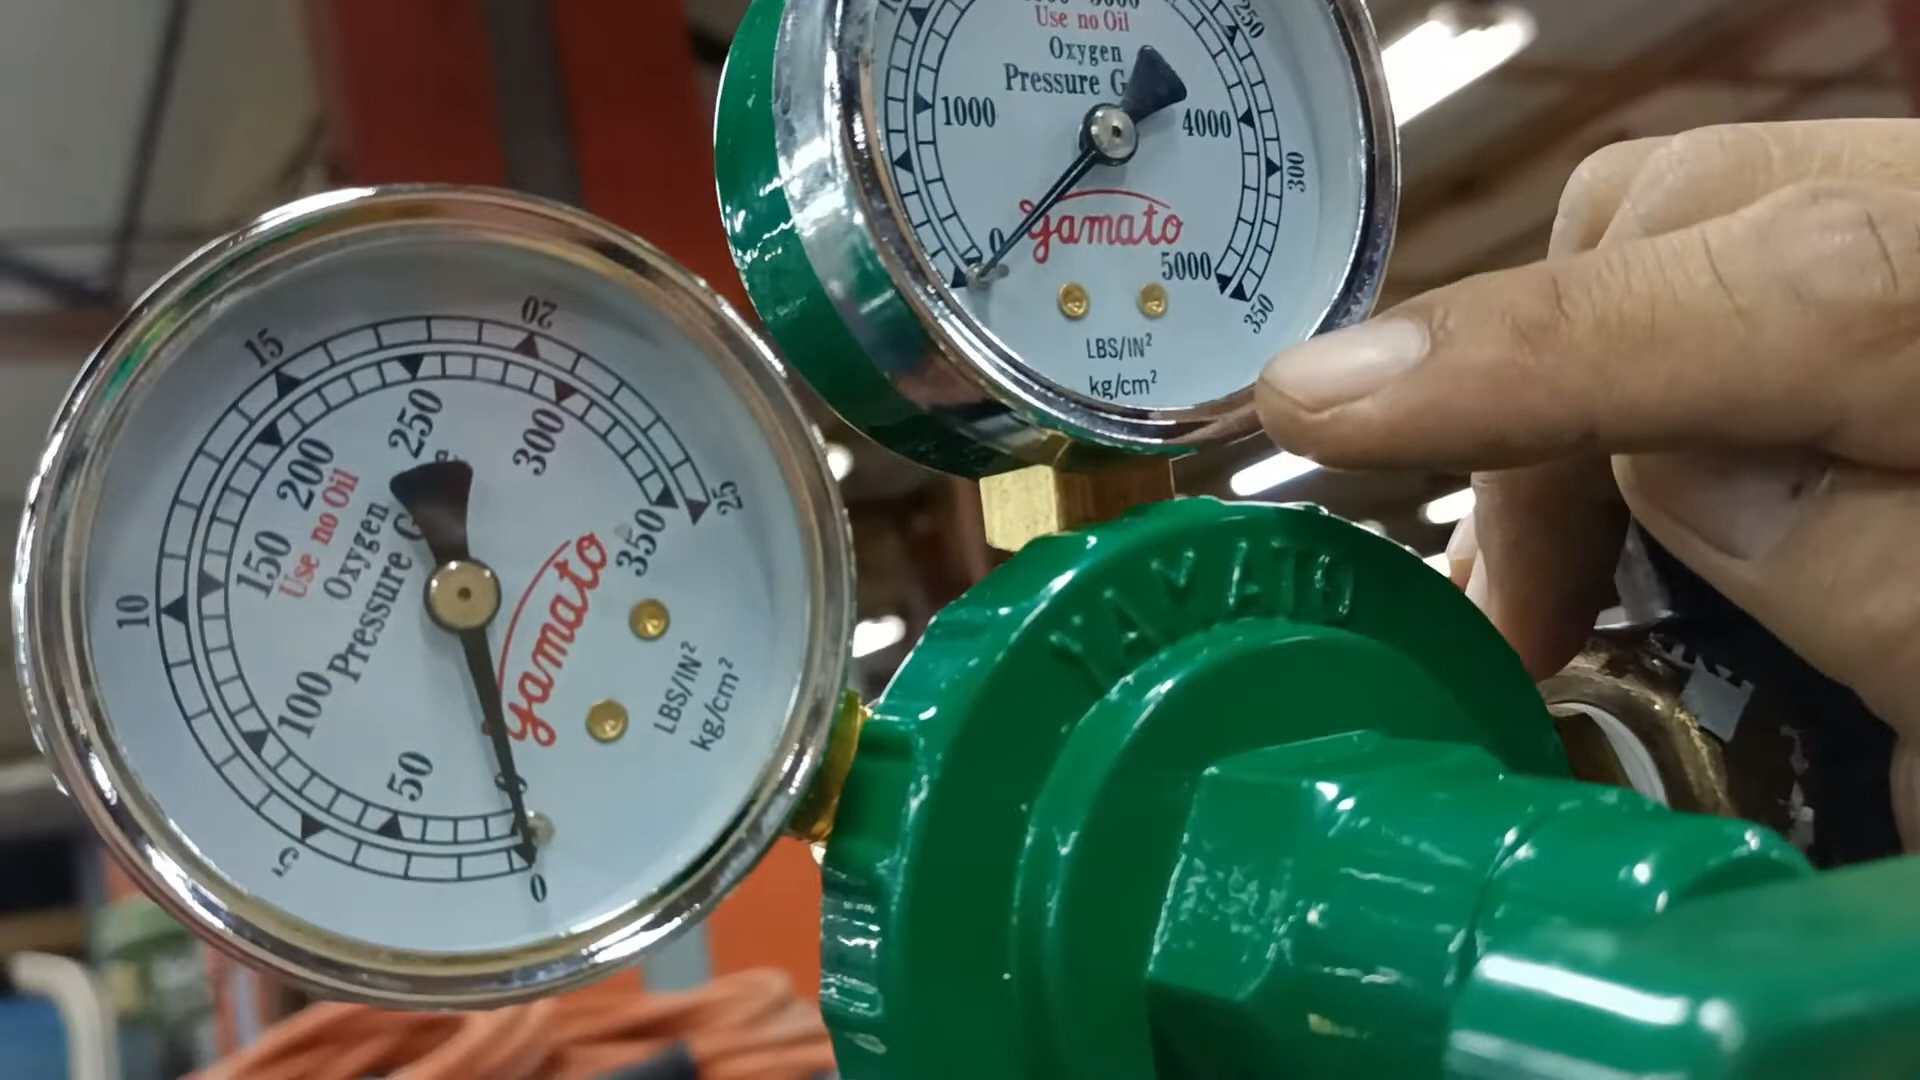 250
Use no Oil
Oxygen
Pressure G
1000
4000
300
0
Yamato
5000
350
LBS/IN²
kg/cm²
20
15
25
250
300
200
Use no Oil
Oxygen
Pressure G
150
350
Yamato
10
100
LBS/IN²
kg/cm²
50
5
0
YAMATO